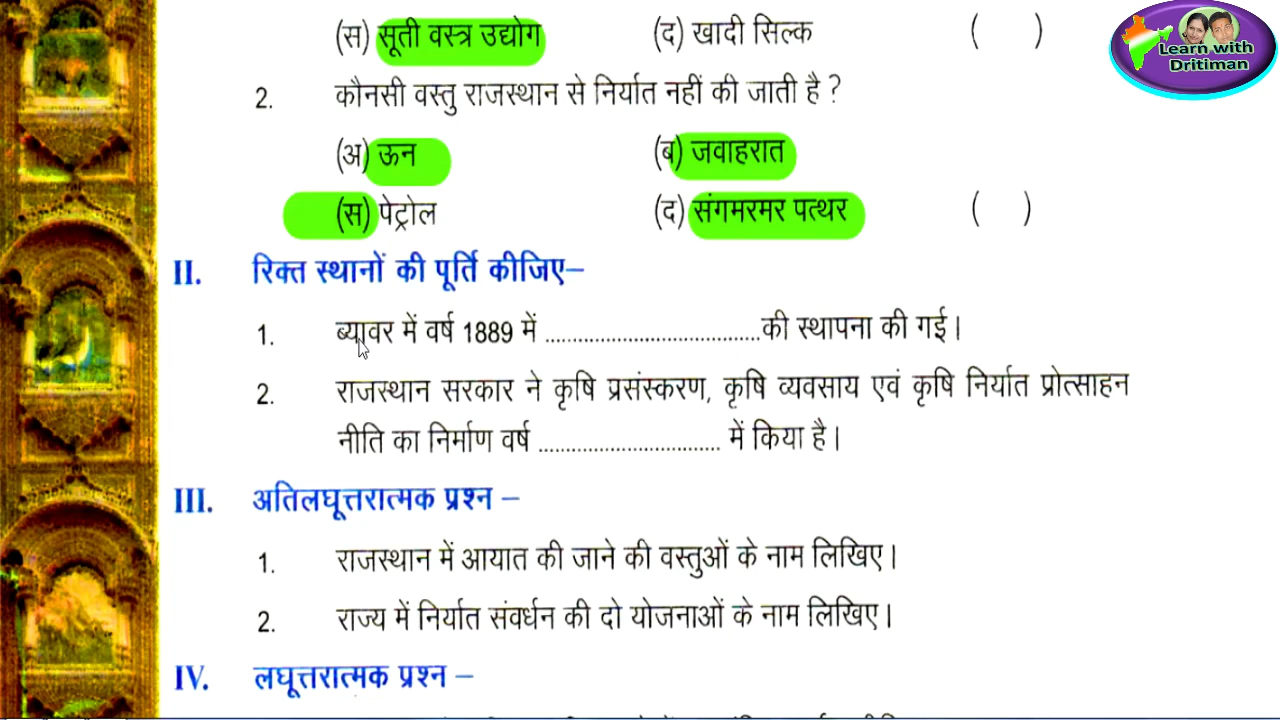 (स) सूती वस्त्र उद्योग (द) खादी सिल्क ( )
Learn with
Dritiman
2. कौनसी वस्तु राजस्थान से निर्यात नहीं की जाती है ?
(अ) ऊन (ब) जवाहरात
(स) पेट्रोल (द) संगमरमर पत्थर ( )
II. रिक्त स्थानों की पूर्ति कीजिए–
1. ब्यावर में वर्ष 1889 में ........................................की स्थापना की गई।
2. राजस्थान सरकार ने कृषि प्रसंस्करण, कृषि व्यवसाय एवं कृषि निर्यात प्रोत्साहन
नीति का निर्माण वर्ष .................................. में किया है।
III. अतिलघूत्तरात्मक प्रश्न –
1. राजस्थान में आयात की जाने की वस्तुओं के नाम लिखिए।
2. राज्य में निर्यात संवर्धन की दो योजनाओं के नाम लिखिए।
IV. लघूत्तरात्मक प्रश्न –